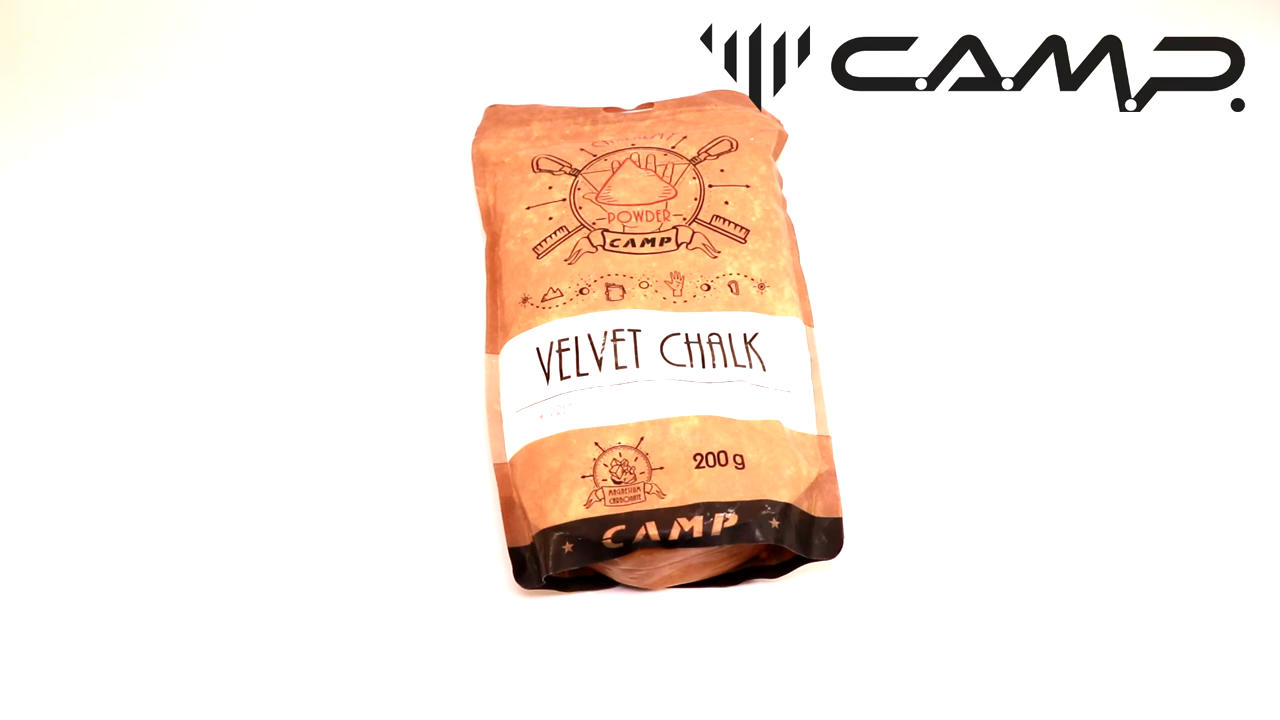 C.A.M.P.
POWDER
CAMP
VELVET CHALK
200 g
MAGNESIUM
CARBONATE
CAMP